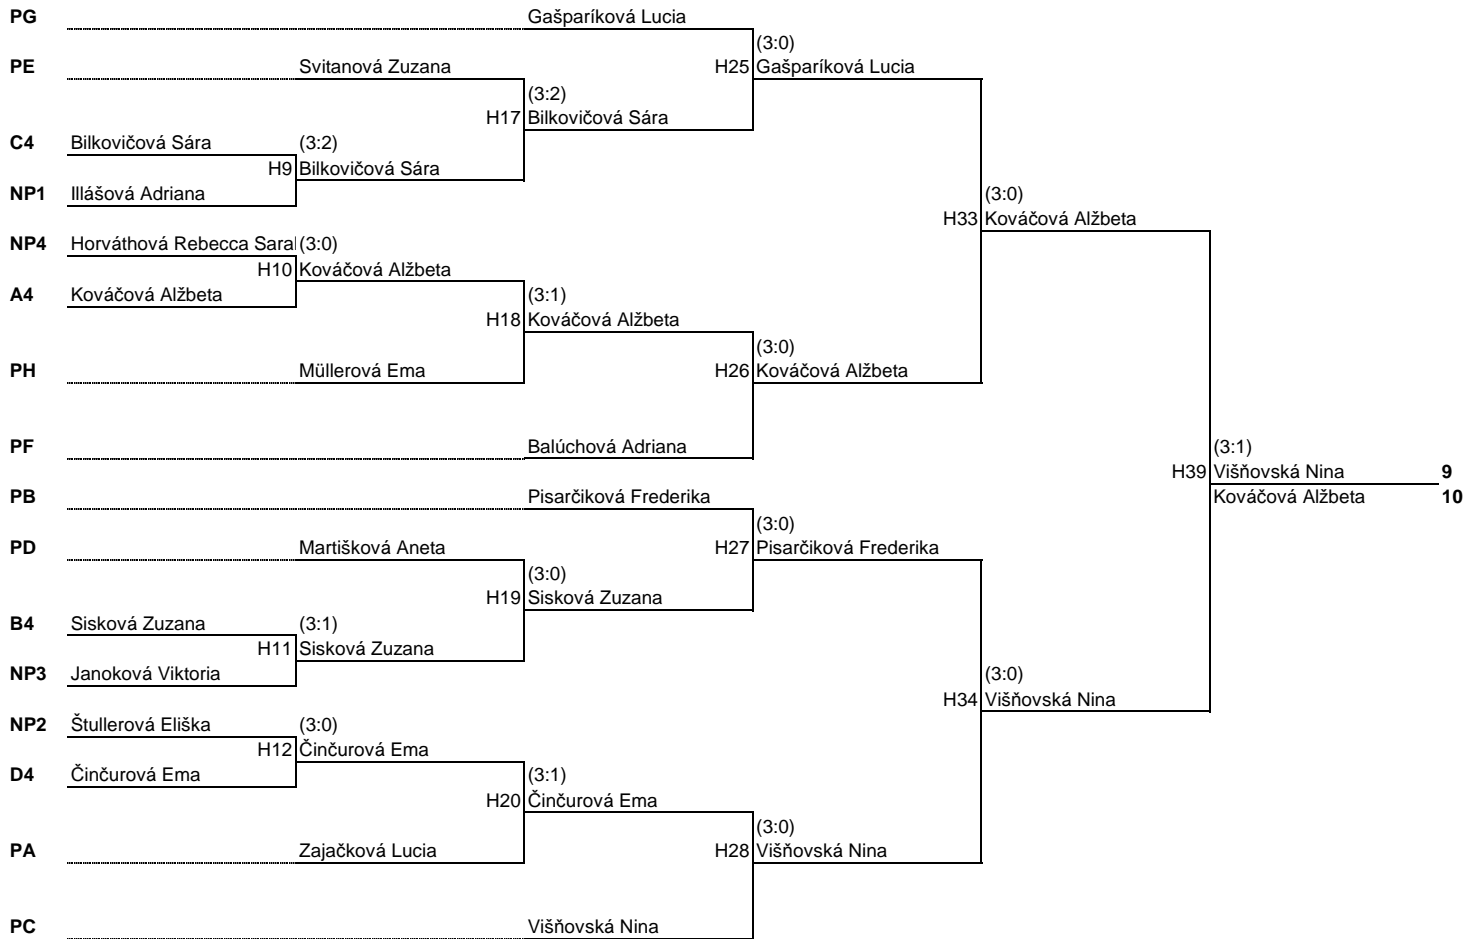 PG Gašparíková Lucia
(3:0)
PE Svitanová Zuzana H25 Gašparíková Lucia
(3:2)
H17 Bilkovičová Sára
C4 Bilkovičová Sára (3:2)
H9 Bilkovičová Sára
NP1 Illášová Adriana (3:0)
H33 Kováčová Alžbeta
NP4 Horváthová Rebecca Sara (3:0)
H10 Kováčová Alžbeta
A4 Kováčová Alžbeta (3:1)
H18 Kováčová Alžbeta
(3:0)
PH Müllerová Ema H26 Kováčová Alžbeta
PF Balúchová Adriana (3:1)
H39 Višňovská Nina 9
PB Pisarčiková Frederika Kováčová Alžbeta 10
(3:0)
PD Martišková Aneta H27 Pisarčiková Frederika
(3:0)
H19 Sisková Zuzana
B4 Sisková Zuzana (3:1)
H11 Sisková Zuzana
NP3 Janoková Viktoria (3:0)
H34 Višňovská Nina
NP2 Štullerová Eliška (3:0)
H12 Činčurová Ema
D4 Činčurová Ema (3:1)
H20 Činčurová Ema
(3:0)
PA Zajačková Lucia H28 Višňovská Nina
PC Višňovská Nina